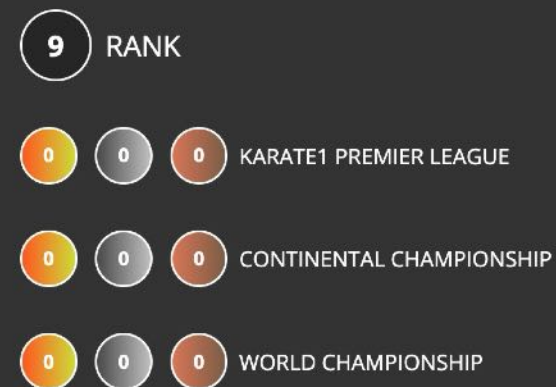 9 RANK
0 0 0 KARATE1 PREMIER LEAGUE
0 0 0 CONTINENTAL CHAMPIONSHIP
0 0 0 WORLD CHAMPIONSHIP